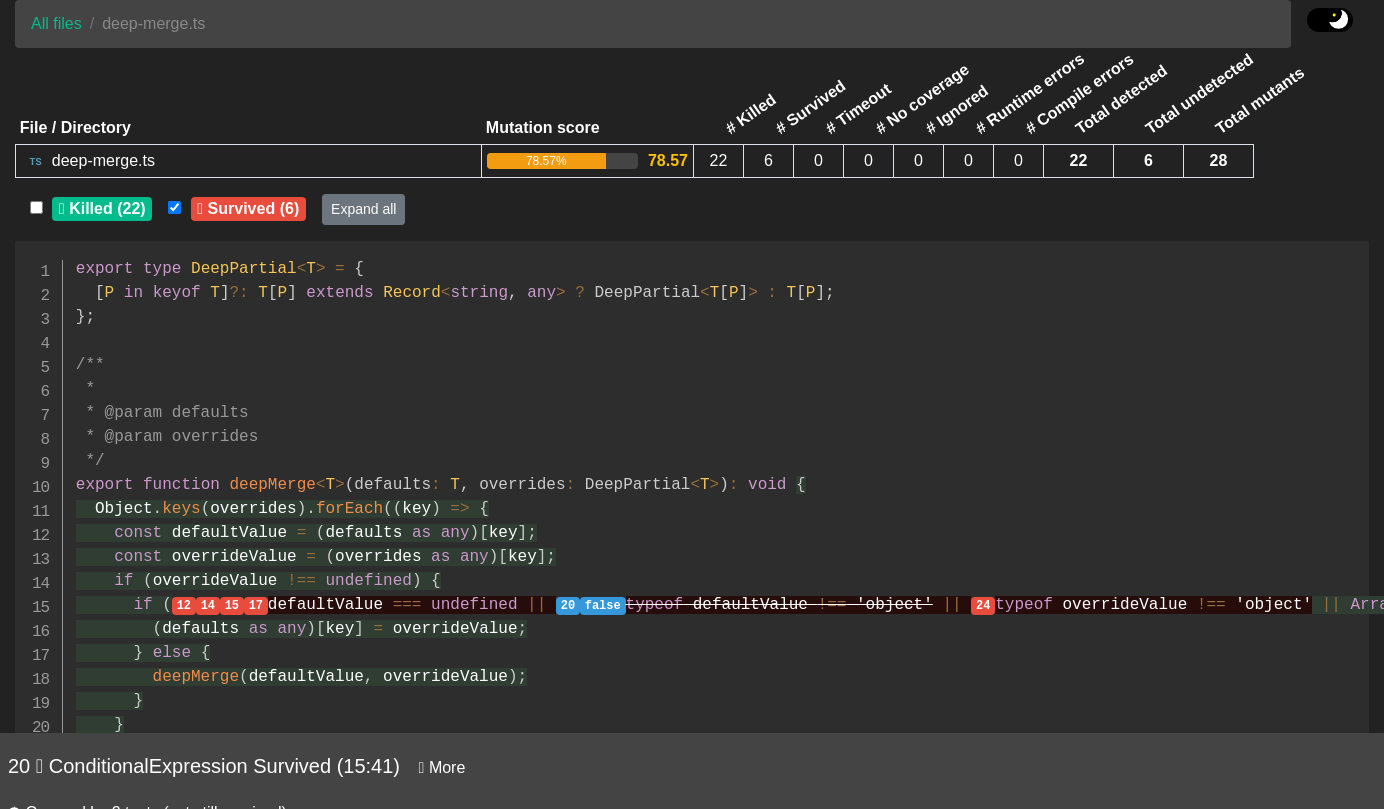 All files / deep-merge.ts
File / Directory Mutation score # Killed # Survived # Timeout # No coverage # Ignored # Runtime errors # Compile errors Total detected Total undetected Total mutants
TS deep-merge.ts 78.57% 78.57 22 6 0 0 0 0 0 22 6 28
Killed (22) Survived (6) Expand all
1 export type DeepPartial<T> = {
2   [P in keyof T]?: T[P] extends Record<string, any> ? DeepPartial<T[P]> : T[P];
3 };
4
5 /**
6  *
7  * @param defaults
8  * @param overrides
9  */
10 export function deepMerge<T>(defaults: T, overrides: DeepPartial<T>): void {
11   Object.keys(overrides).forEach((key) => {
12     const defaultValue = (defaults as any)[key];
13     const overrideValue = (overrides as any)[key];
14     if (overrideValue !== undefined) {
15       if (12 14 15 17 defaultValue === undefined || 20 false typeof defaultValue !== 'object' || 24 typeof overrideValue !== 'object' || Arra
16         (defaults as any)[key] = overrideValue;
17       } else {
18         deepMerge(defaultValue, overrideValue);
19       }
20     }
20 ConditionalExpression Survived (15:41) More